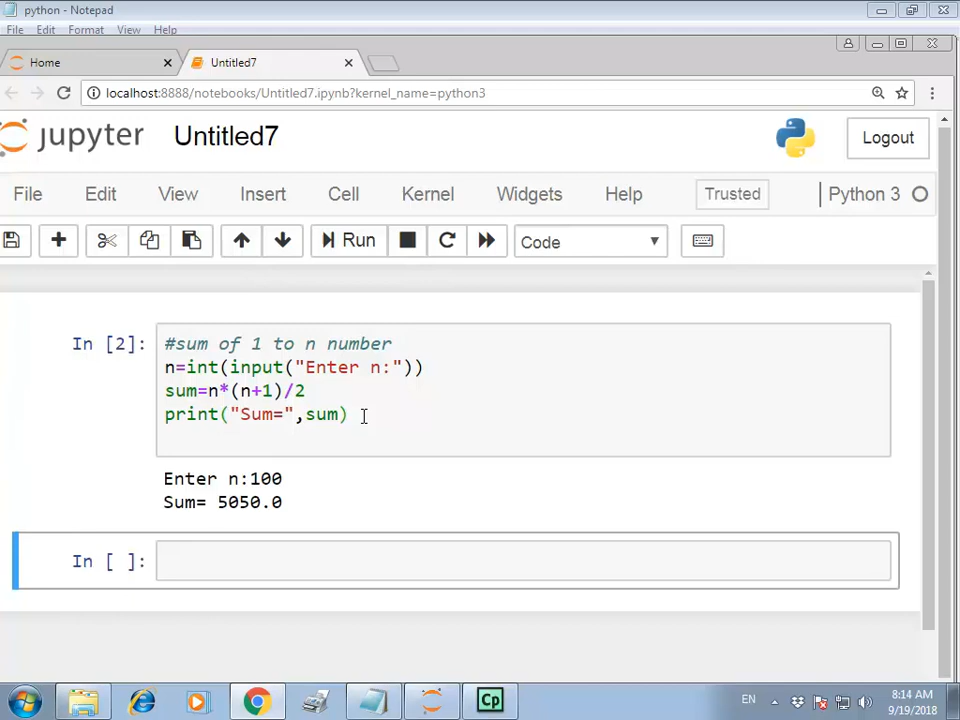 python - Notepad
File Edit Format View Help
Home Untitled7
localhost:8888/notebooks/Untitled7.ipynb?kernel_name=python3
jupyter Untitled7 Logout
File Edit View Insert Cell Kernel Widgets Help Trusted Python 3
Run Code
In [2]: #sum of 1 to n number
n=int(input("Enter n:"))
sum=n*(n+1)/2
print("Sum=",sum)
Enter n:100
Sum= 5050.0
In [ ]:
Cp EN 8:14 AM
9/19/2018